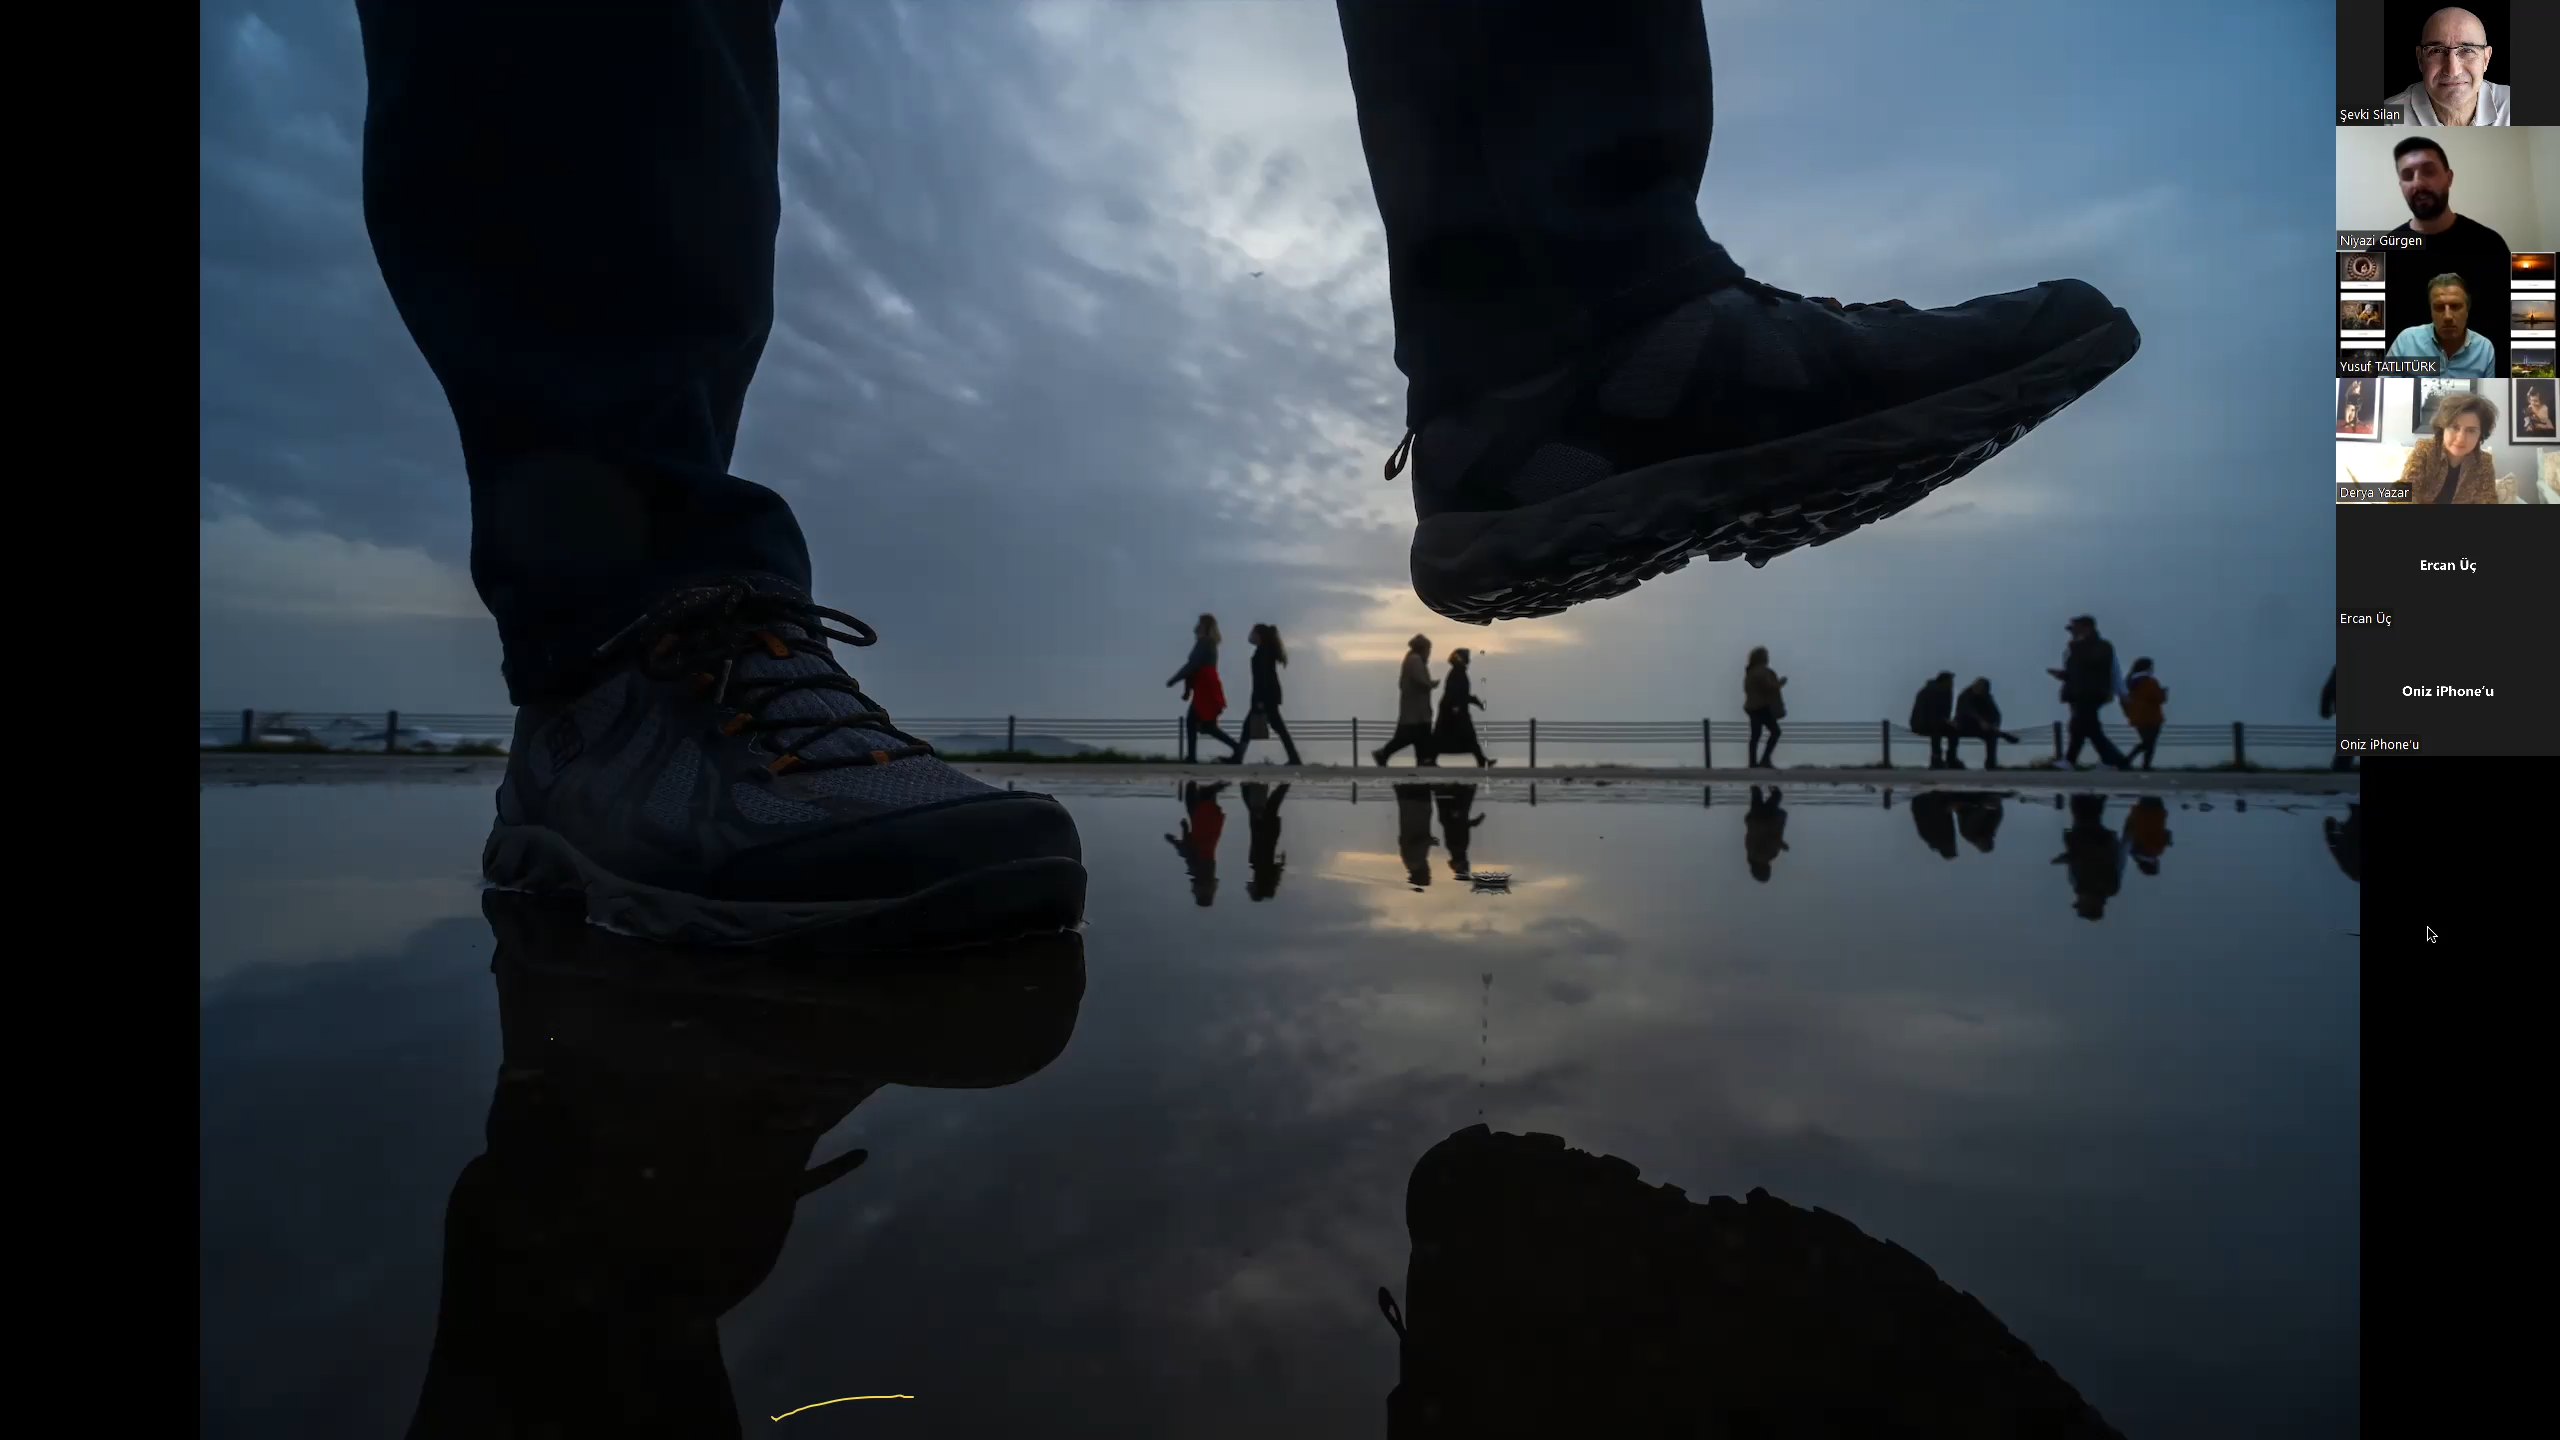 Şevki Silan
Niyazi Gürgen
Yusuf TATLITÜRK
Derya Yazar
Ercan Üç
Ercan Üç
Oniz iPhone'u
Oniz iPhone'u